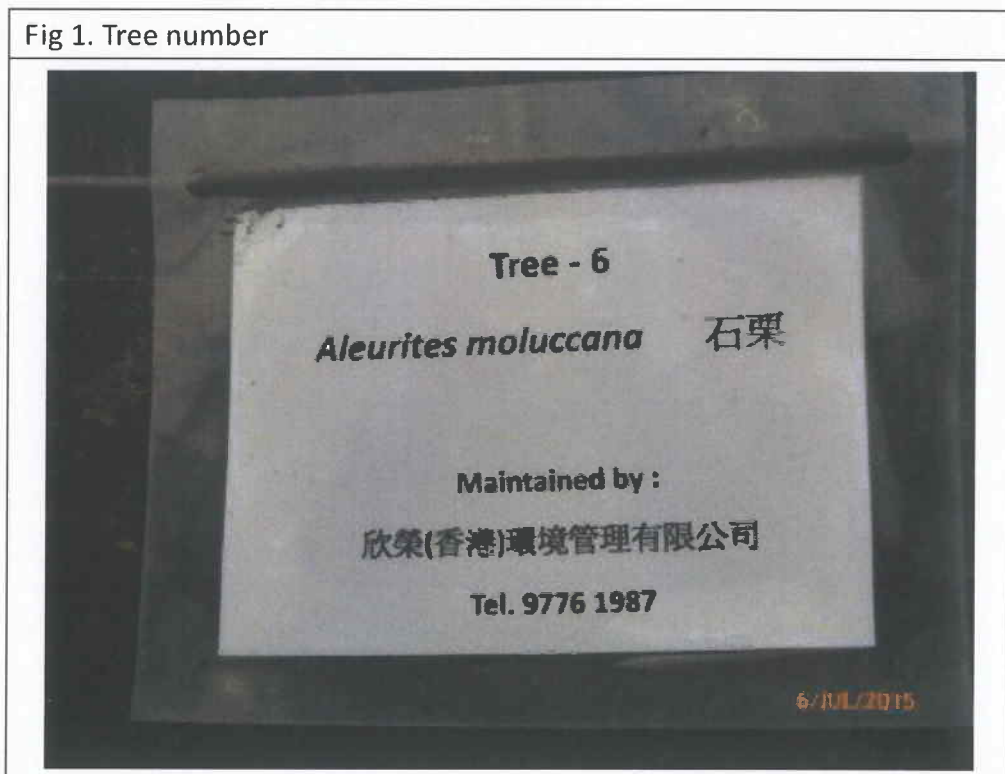 Fig 1. Tree number
Tree - 6
Aleurites moluccana 石栗
Maintained by :
欣榮(香港)環境管理有限公司
Tel. 9776 1987
6/JUL/2015